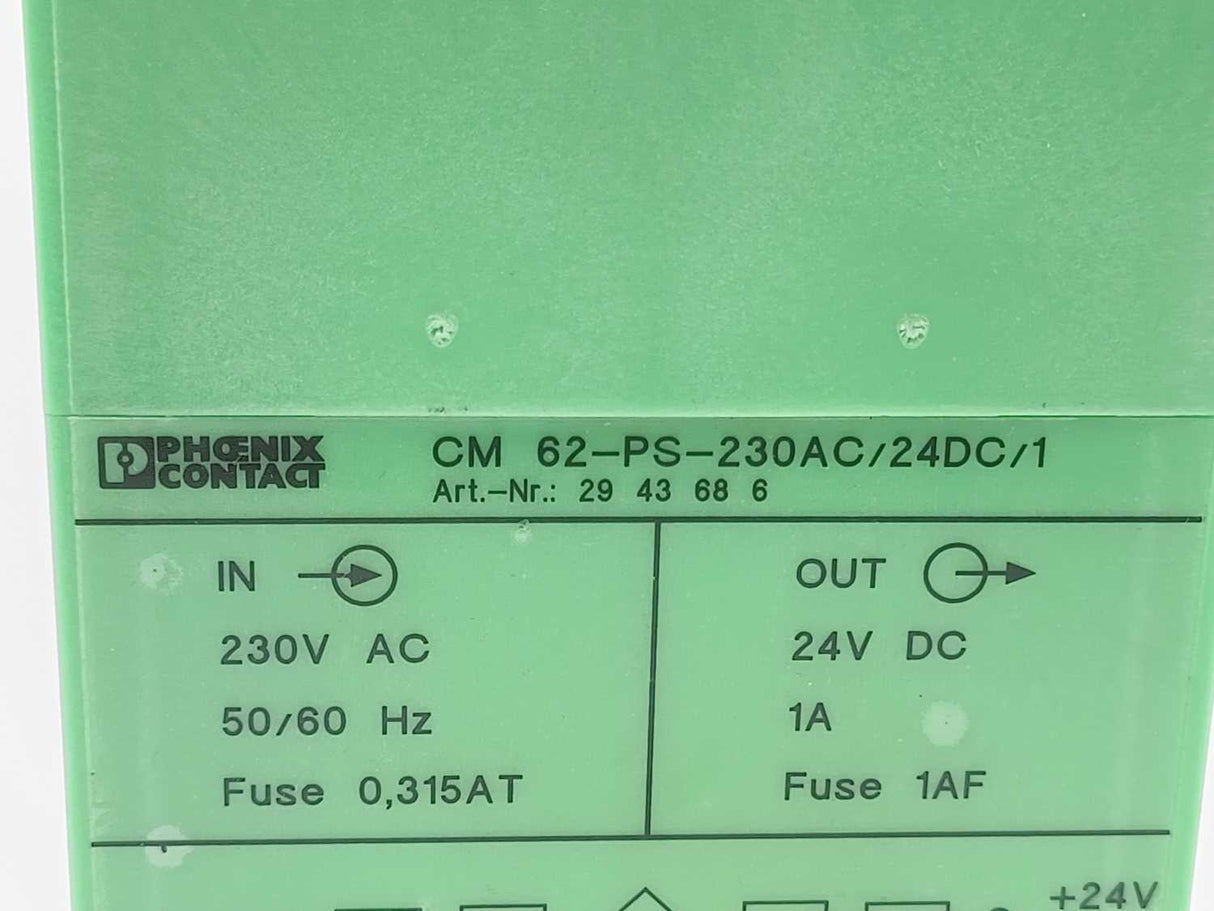 PHŒNIX
CONTACT
CM 62-PS-230AC/24DC/1
Art.-Nr.: 29 43 68 6
IN
230V AC
50/60 Hz
Fuse 0,315AT
OUT
24V DC
1A
Fuse 1AF
+24V